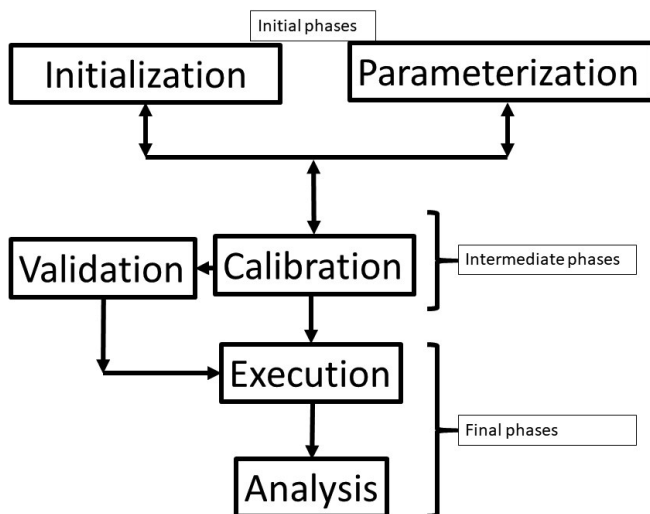 Initial phases
Initialization
Parameterization
Validation
Calibration
Intermediate phases
Execution
Final phases
Analysis